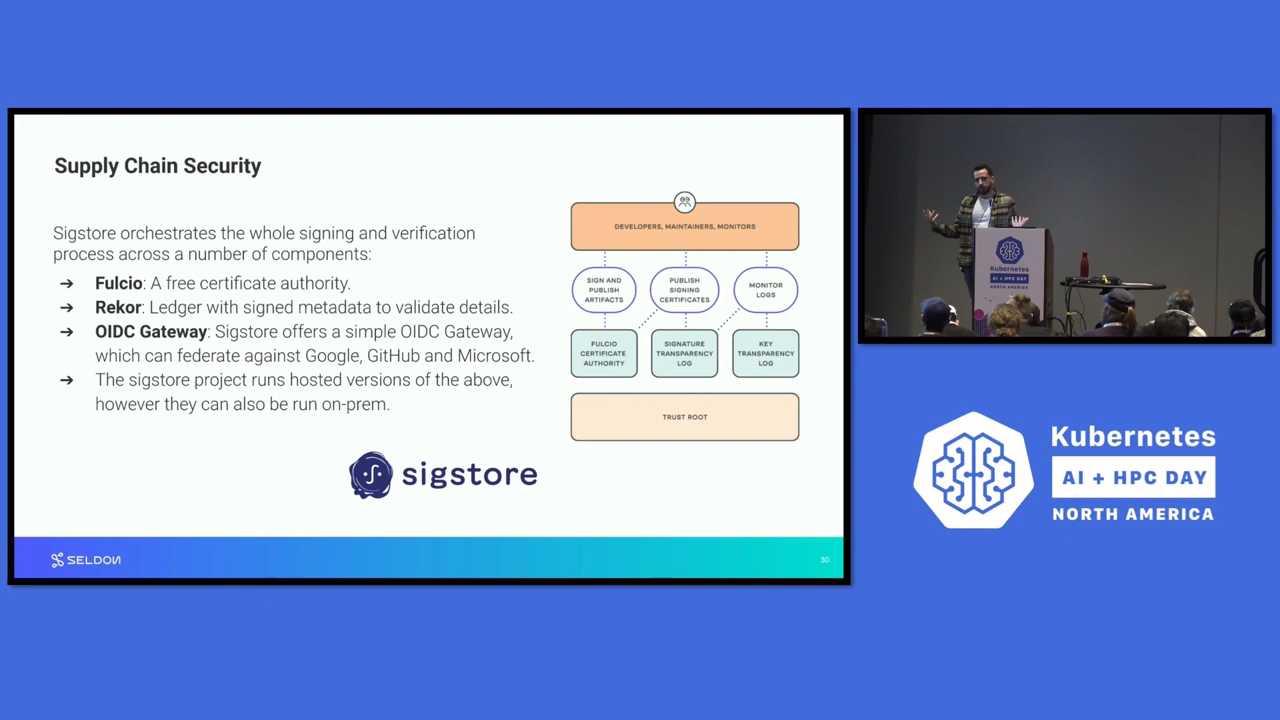 Supply Chain Security
Sigstore orchestrates the whole signing and verification
process across a number of components:
➔ Fulcio: A free certificate authority.
➔ Rekor: Ledger with signed metadata to validate details.
➔ OIDC Gateway: Sigstore offers a simple OIDC Gateway,
which can federate against Google, GitHub and Microsoft.
➔ The sigstore project runs hosted versions of the above,
however they can also be run on-prem.
sigstore
DEVELOPERS, MAINTAINERS, MONITORS
SIGN AND
PUBLISH
ARTIFACTS
PUBLISH
SIGNING
CERTIFICATES
MONITOR
LOGS
FULCIO
CERTIFICATE
AUTHORITY
SIGNATURE
TRANSPARENCY
LOG
KEY
TRANSPARENCY
LOG
TRUST ROOT
SELDON
30
Kubernetes
AI + HPC DAY
NORTH AMERICA
Kubernetes
AI + HPC DAY
NORTH AMERICA